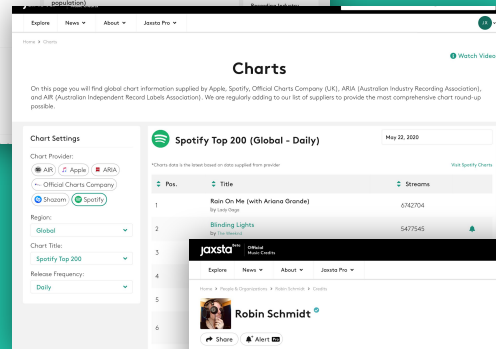 population)
Recording Industry
Explore News About Jaxsta Pro
JR
Home > Charts
Watch Video
Charts
On this page you will find global chart information supplied by Apple, Spotify, Official Charts Company (UK), ARIA (Australian Industry Recording Association),
and AIR (Australian Independent Record Labels Association). We are regularly adding to our list of suppliers to provide the most comprehensive chart round-up
possible.
Chart Settings
Chart Provider:
AIR Apple ARIA
Official Charts Company
Shazam Spotify
Region:
Global
Chart Title:
Spotify Top 200
Release Frequency:
Daily
Spotify Top 200 (Global - Daily)
May 22, 2020
*Charts data is the latest based on data supplied from provider
Visit Spotify Charts
Pos. Title Streams
1 Rain On Me (with Ariana Grande) 6742704
by Lady Gaga
2 Blinding Lights 5477545
by The Weeknd
3
4
5
6
jaxsta Beta Official
Music Credits
Explore News About Jaxsta Pro
Home > People & Organizations > Robin Schmidt > Credits
Robin Schmidt
Share Alert Pro